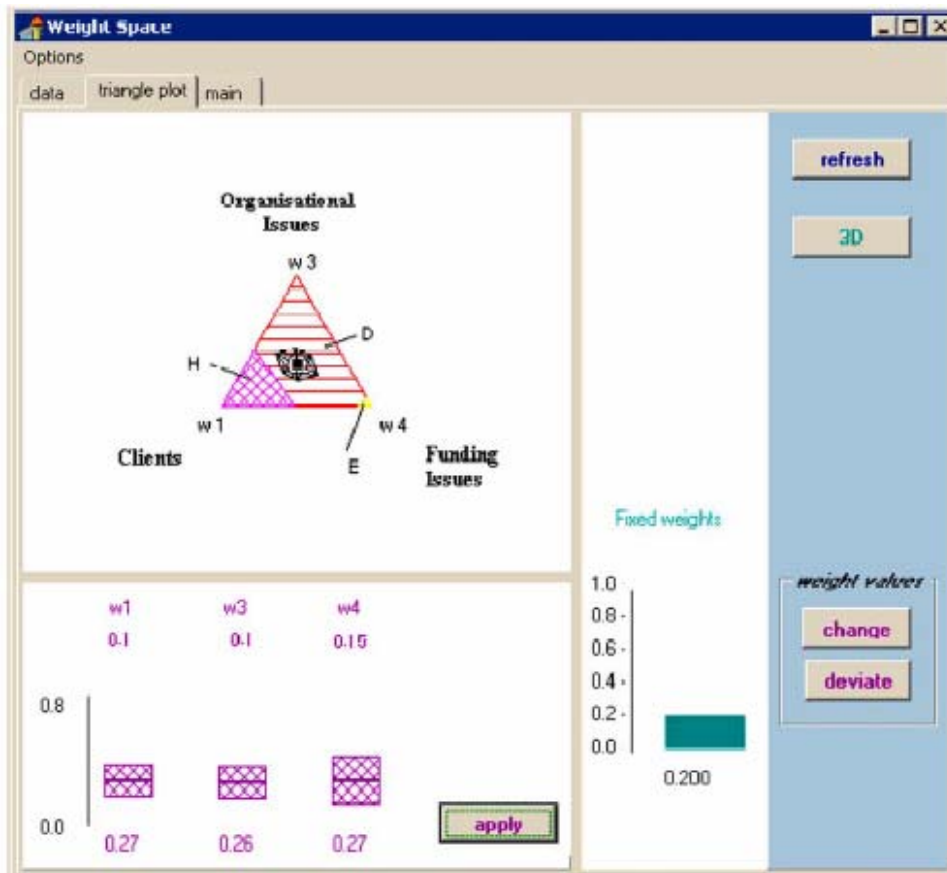 Weight Space
Options
data triangle plot main
refresh
3D
Organisational
Issues
w 3
D
H
w 1
w 4
E
Clients
Funding
Issues
Fixed weights
1.0
0.8
0.6
0.4
0.2
0.0
0.200
weight values
change
deviate
w1 w3 w4
0.1 0.1 0.15
0.8
0.0
0.27 0.26 0.27
apply